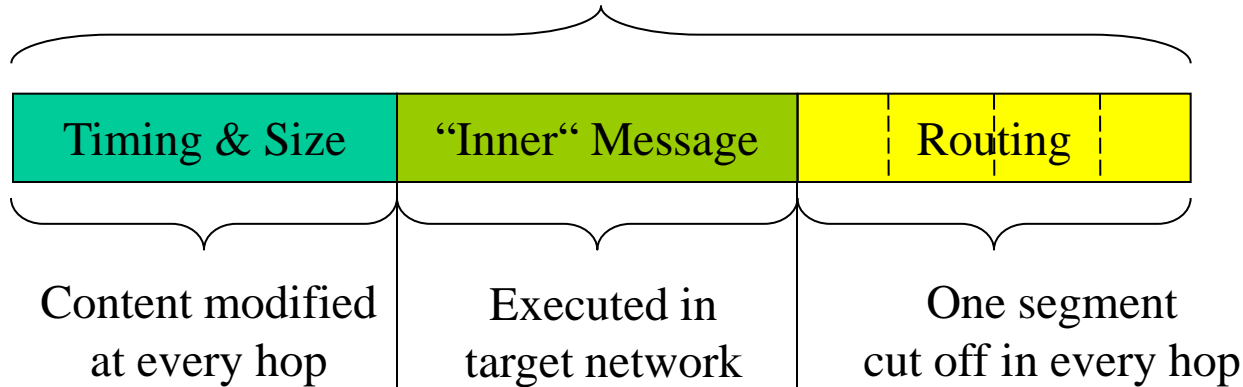 Timing & Size
“Inner“ Message
Routing
Content modified
at every hop
Executed in
target network
One segment
cut off in every hop